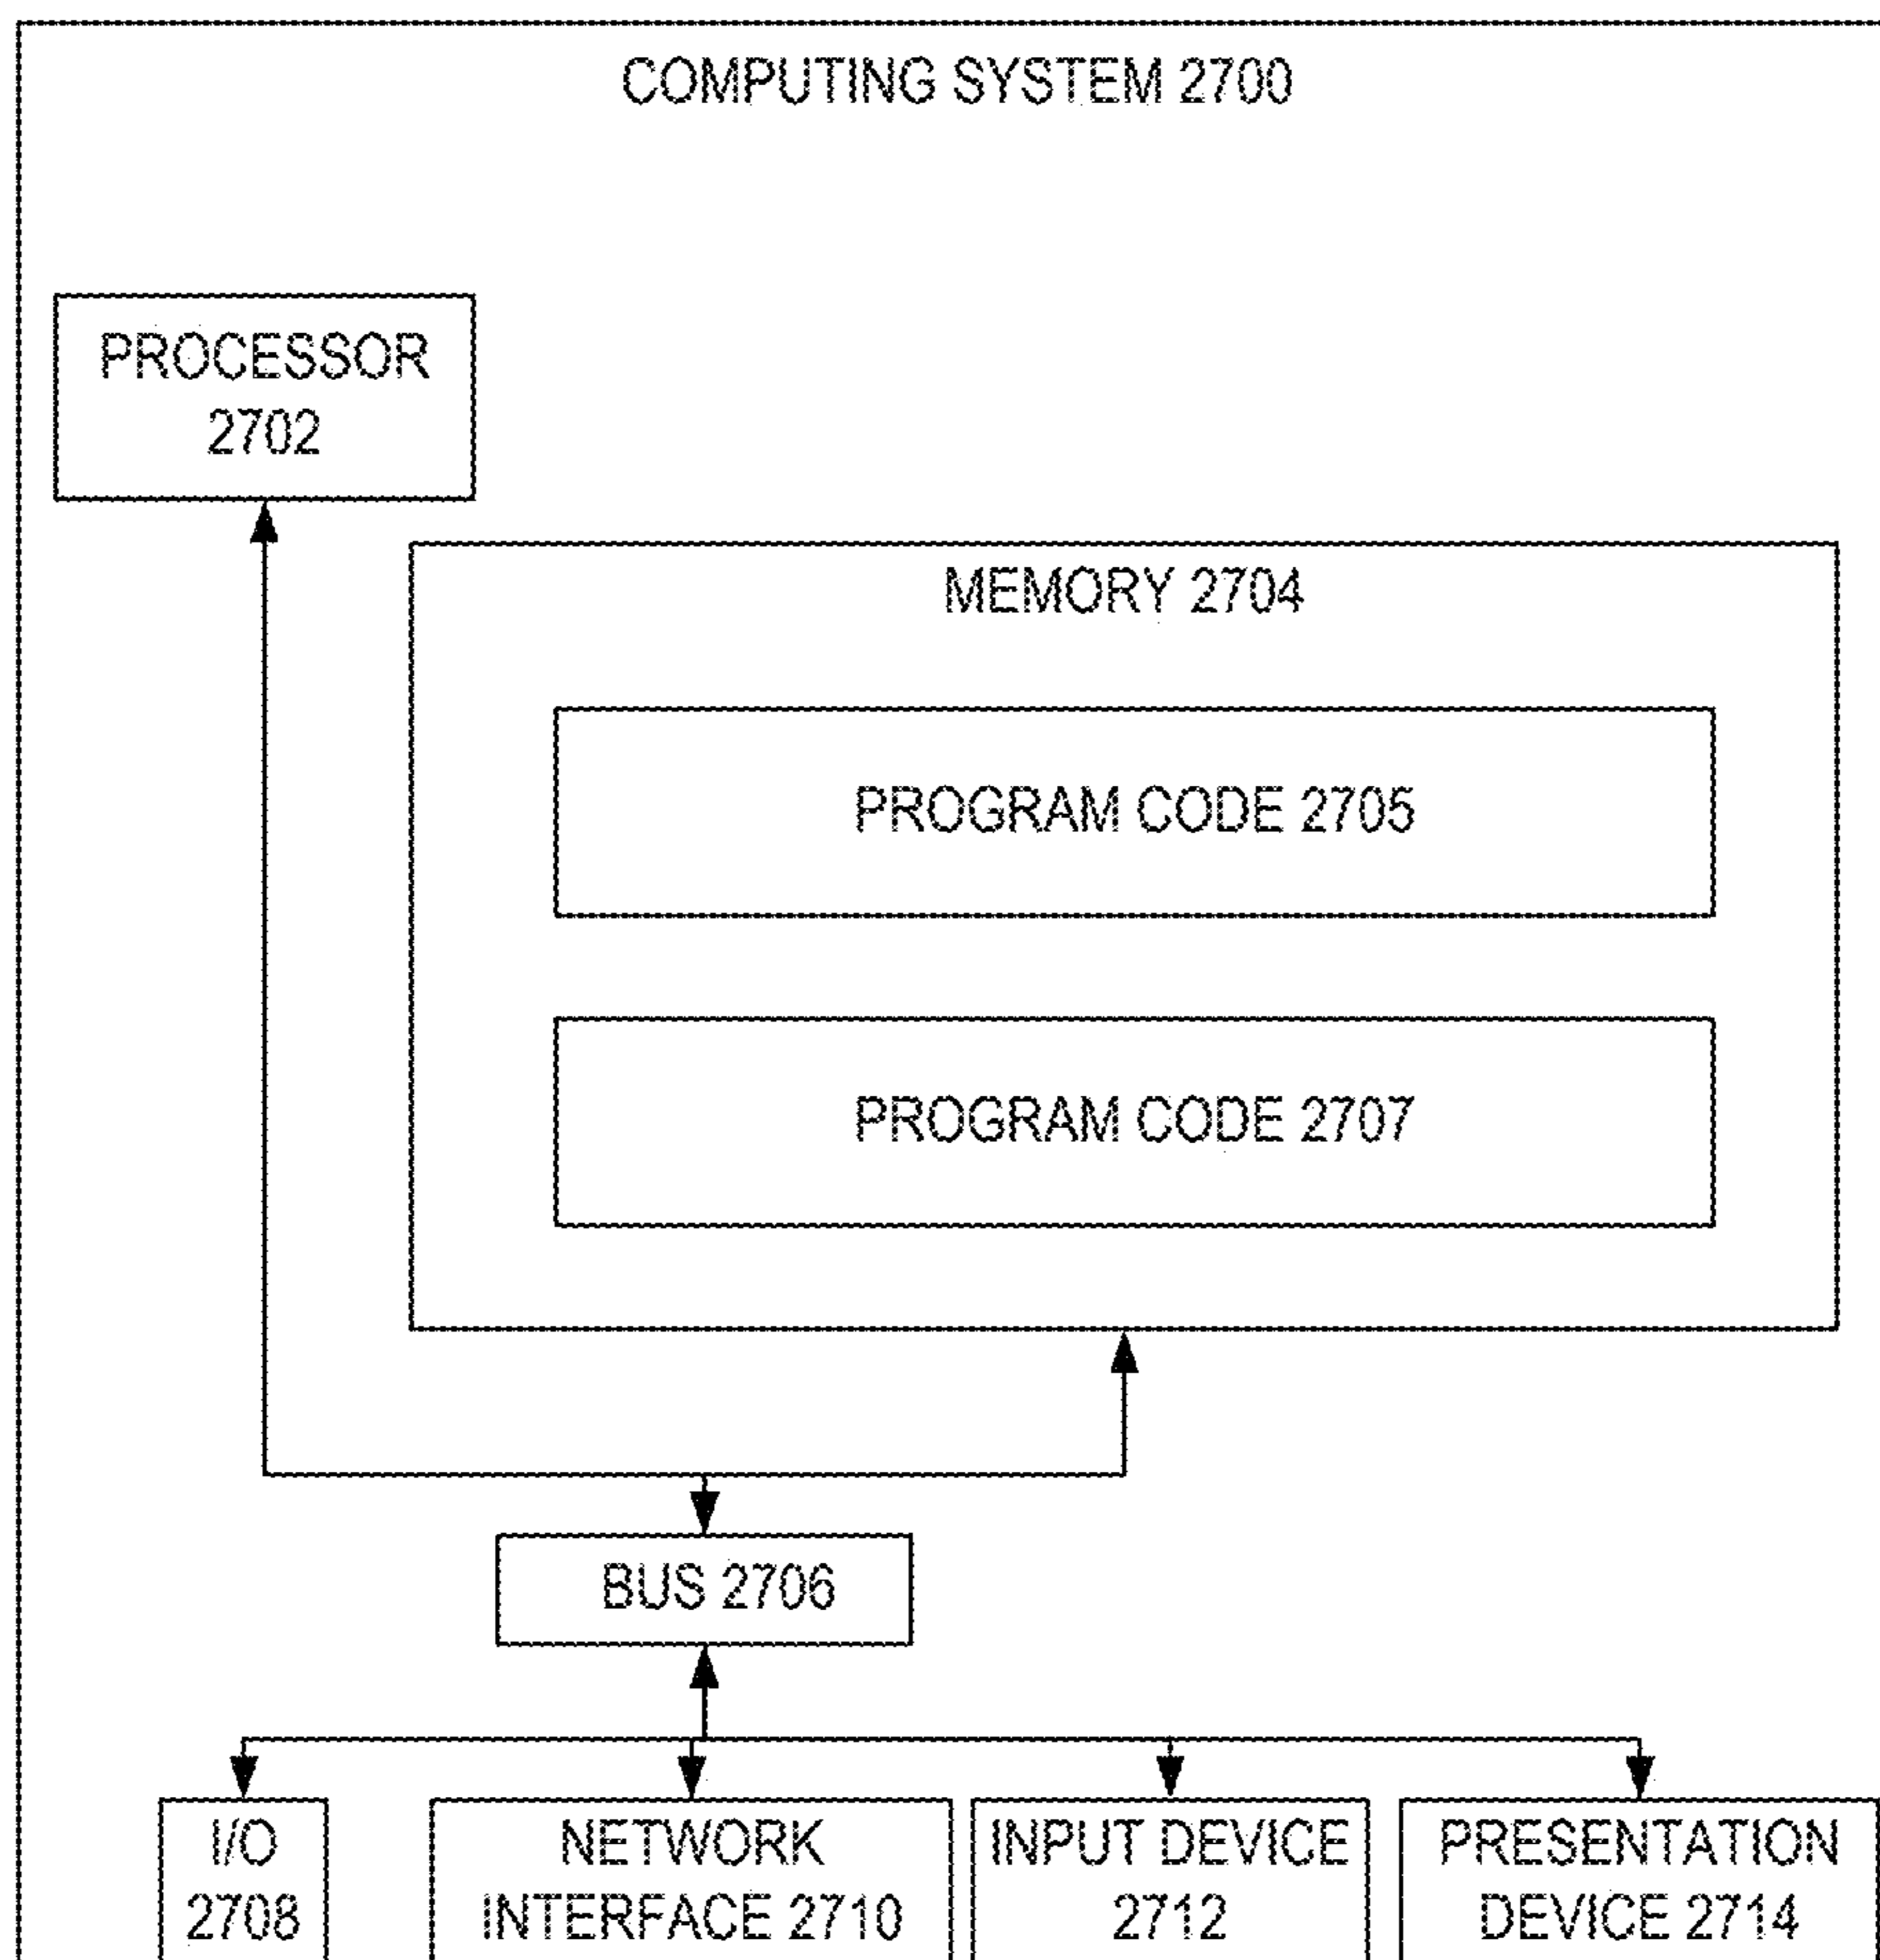 COMPUTING SYSTEM 2700
PROCESSOR
2702
MEMORY 2704
PROGRAM CODE 2705
PROGRAM CODE 2707
BUS 2706
I/O
2708
NETWORK
INTERFACE 2710
INPUT DEVICE
2712
PRESENTATION
DEVICE 2714